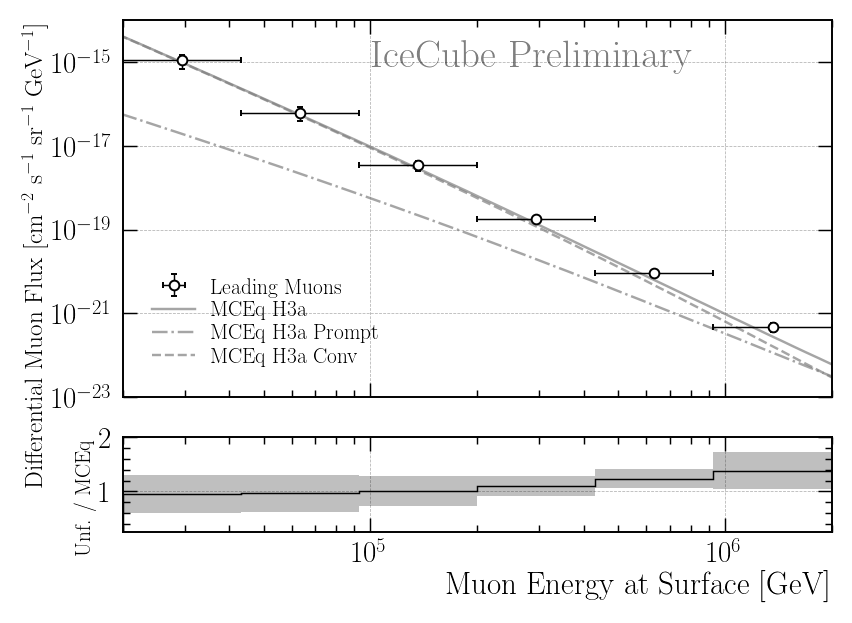 IceCube Preliminary
Differential Muon Flux [cm⁻² s⁻¹ sr⁻¹ GeV⁻¹]
10⁻¹⁵
10⁻¹⁷
10⁻¹⁹
10⁻²¹
10⁻²³
Leading Muons
MCEq H3a
MCEq H3a Prompt
MCEq H3a Conv
Unf. / MCEq
2
1
10⁵
10⁶
Muon Energy at Surface [GeV]